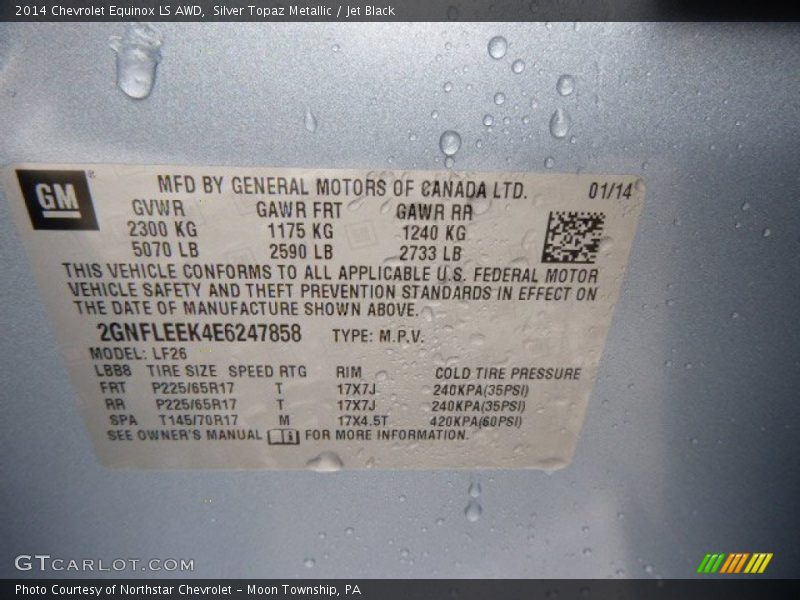 2014 Chevrolet Equinox LS AWD, Silver Topaz Metallic / Jet Black
GM
®
MFD BY GENERAL MOTORS OF CANADA LTD. 01/14
GVWR GAWR FRT GAWR RR
2300 KG 1175 KG 1240 KG
5070 LB 2590 LB 2733 LB
THIS VEHICLE CONFORMS TO ALL APPLICABLE U.S. FEDERAL MOTOR
VEHICLE SAFETY AND THEFT PREVENTION STANDARDS IN EFFECT ON
THE DATE OF MANUFACTURE SHOWN ABOVE.
2GNFLEEK4E6247858 TYPE: M.P.V.
MODEL: LF26
LBB8 TIRE SIZE SPEED RTG RIM COLD TIRE PRESSURE
FRT P225/65R17 T 17X7J 240KPA(35PSI)
RR P225/65R17 T 17X7J 240KPA(35PSI)
SPA T145/70R17 M 17X4.5T 420KPA(60PSI)
SEE OWNER'S MANUAL FOR MORE INFORMATION.
GTCARLOT.COM
Photo Courtesy of Northstar Chevrolet - Moon Township, PA